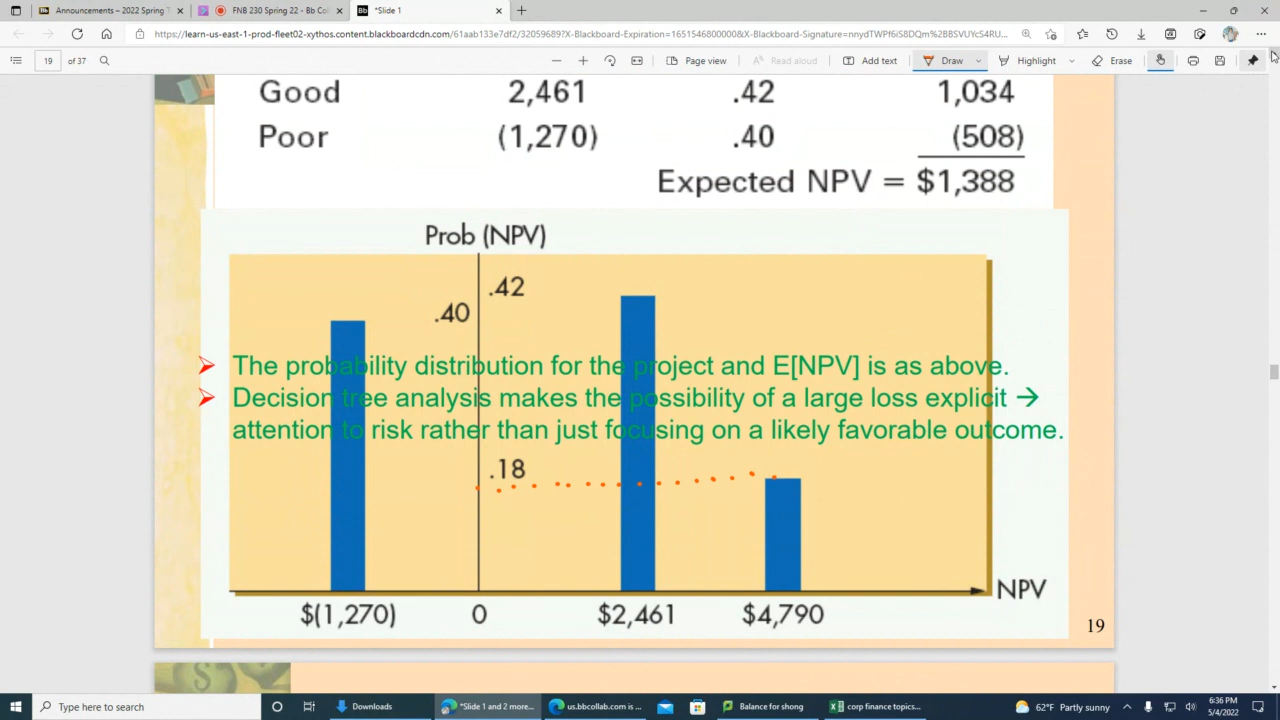 Announcements – 2022 Spring T
FNB 230 Spring 22 - Bb Col
*Slide 1
https://learn-us-east-1-prod-fleet02-xythos.content.blackboardcdn.com/61aab133e7df2/32059689?X-Blackboard-Expiration=1651546800000&X-Blackboard-Signature=nnydTWPf6iS8DQm%2BBSVUYcS4RU...
19 of 37
Page view
Read aloud
Add text
Draw
Highlight
Erase
Good 2,461 .42 1,034
Poor (1,270) .40 (508)
Expected NPV = $1,388
Prob (NPV)
.42
.40
The probability distribution for the project and E[NPV] is as above.
Decision tree analysis makes the possibility of a large loss explicit →
attention to risk rather than just focusing on a likely favorable outcome.
.18
NPV
$(1,270) 0 $2,461 $4,790
19
Type here to search
Downloads
*Slide 1 and 2 more...
us.bbcollab.com is ...
Balance for shong
corp finance topics...
62°F Partly sunny
6:36 PM
5/4/2022